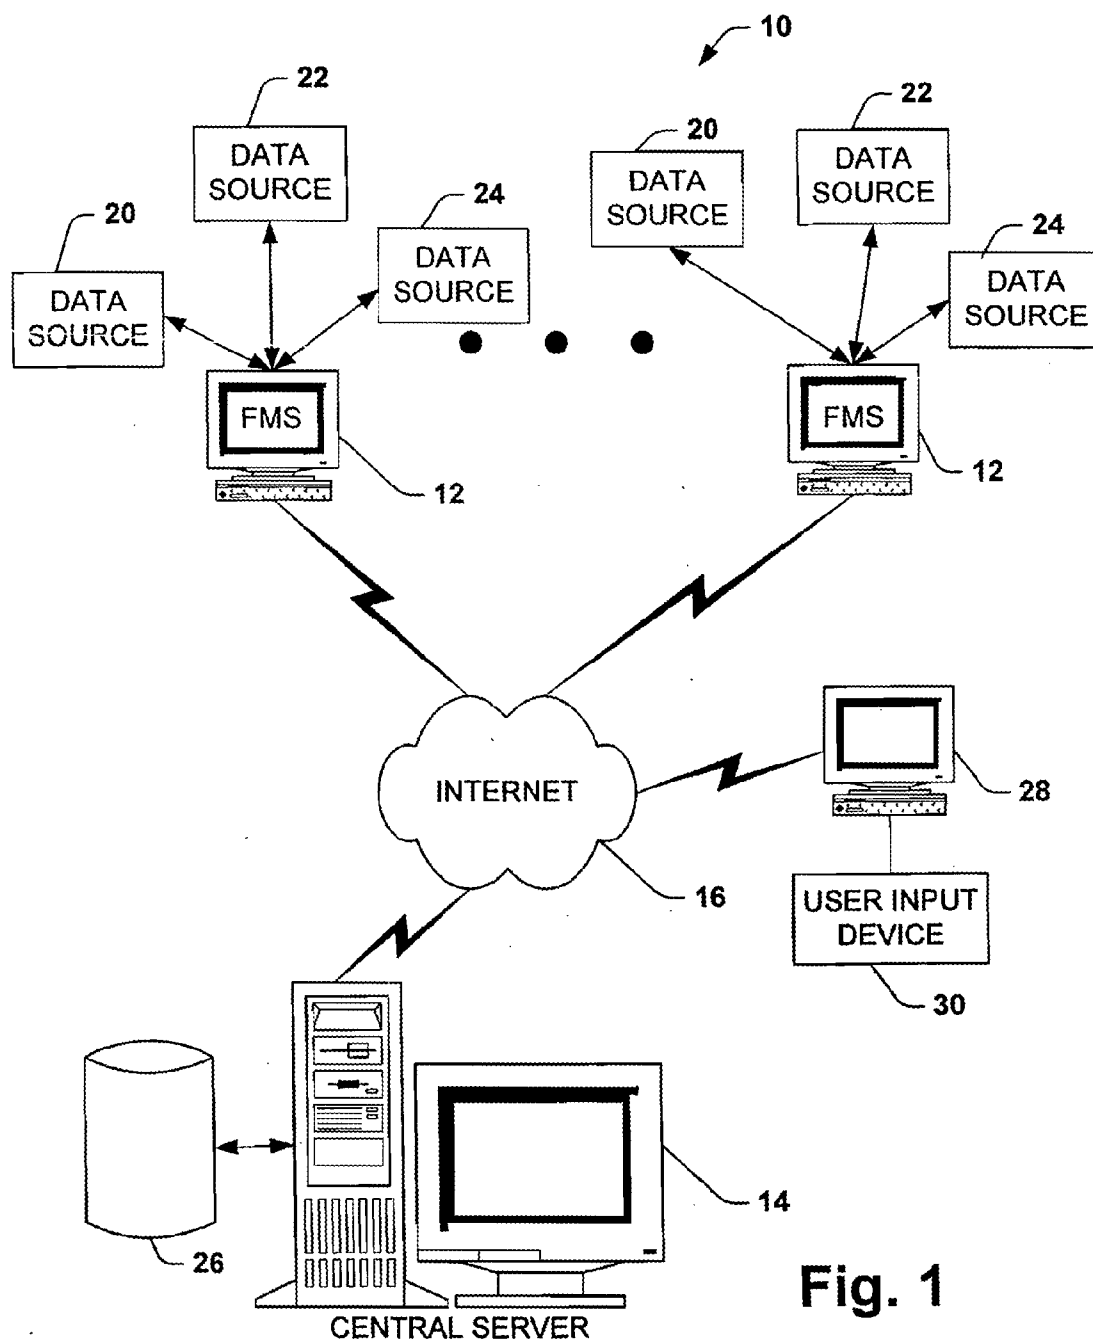 10
22
DATA
SOURCE
20
DATA
SOURCE
24
DATA
SOURCE
20
DATA
SOURCE
22
DATA
SOURCE
24
DATA
SOURCE
FMS
12
FMS
12
INTERNET
16
28
USER INPUT
DEVICE
30
26
14
CENTRAL SERVER
Fig. 1